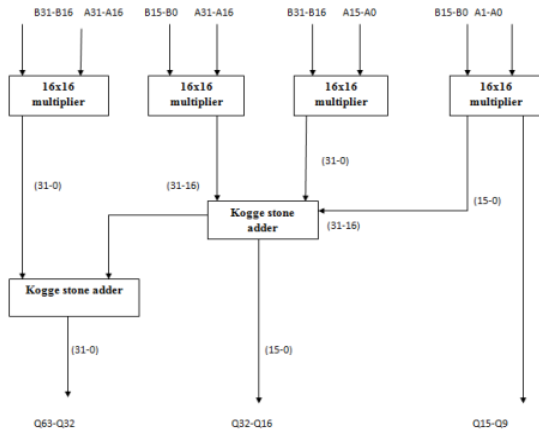 B31-B16 A31-A16 B15-B0 A31-A16 B31-B16 A15-A0 B15-B0 A1-A0
16x16 multiplier
16x16 multiplier
16x16 multiplier
16x16 multiplier
(31-0)
(31-0)
(31-16)
(15-0)
Kogge stone adder
(31-16)
Kogge stone adder
(31-0)
(15-0)
Q63-Q32 Q32-Q16 Q15-Q9